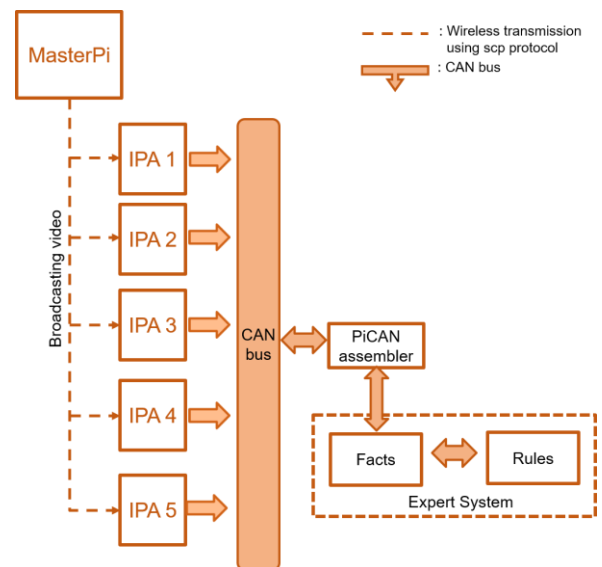 MasterPi
: Wireless transmission
using scp protocol
: CAN bus
IPA 1
IPA 2
IPA 3
IPA 4
IPA 5
Broadcasting video
CAN
bus
PiCAN
assembler
Facts
Rules
Expert System